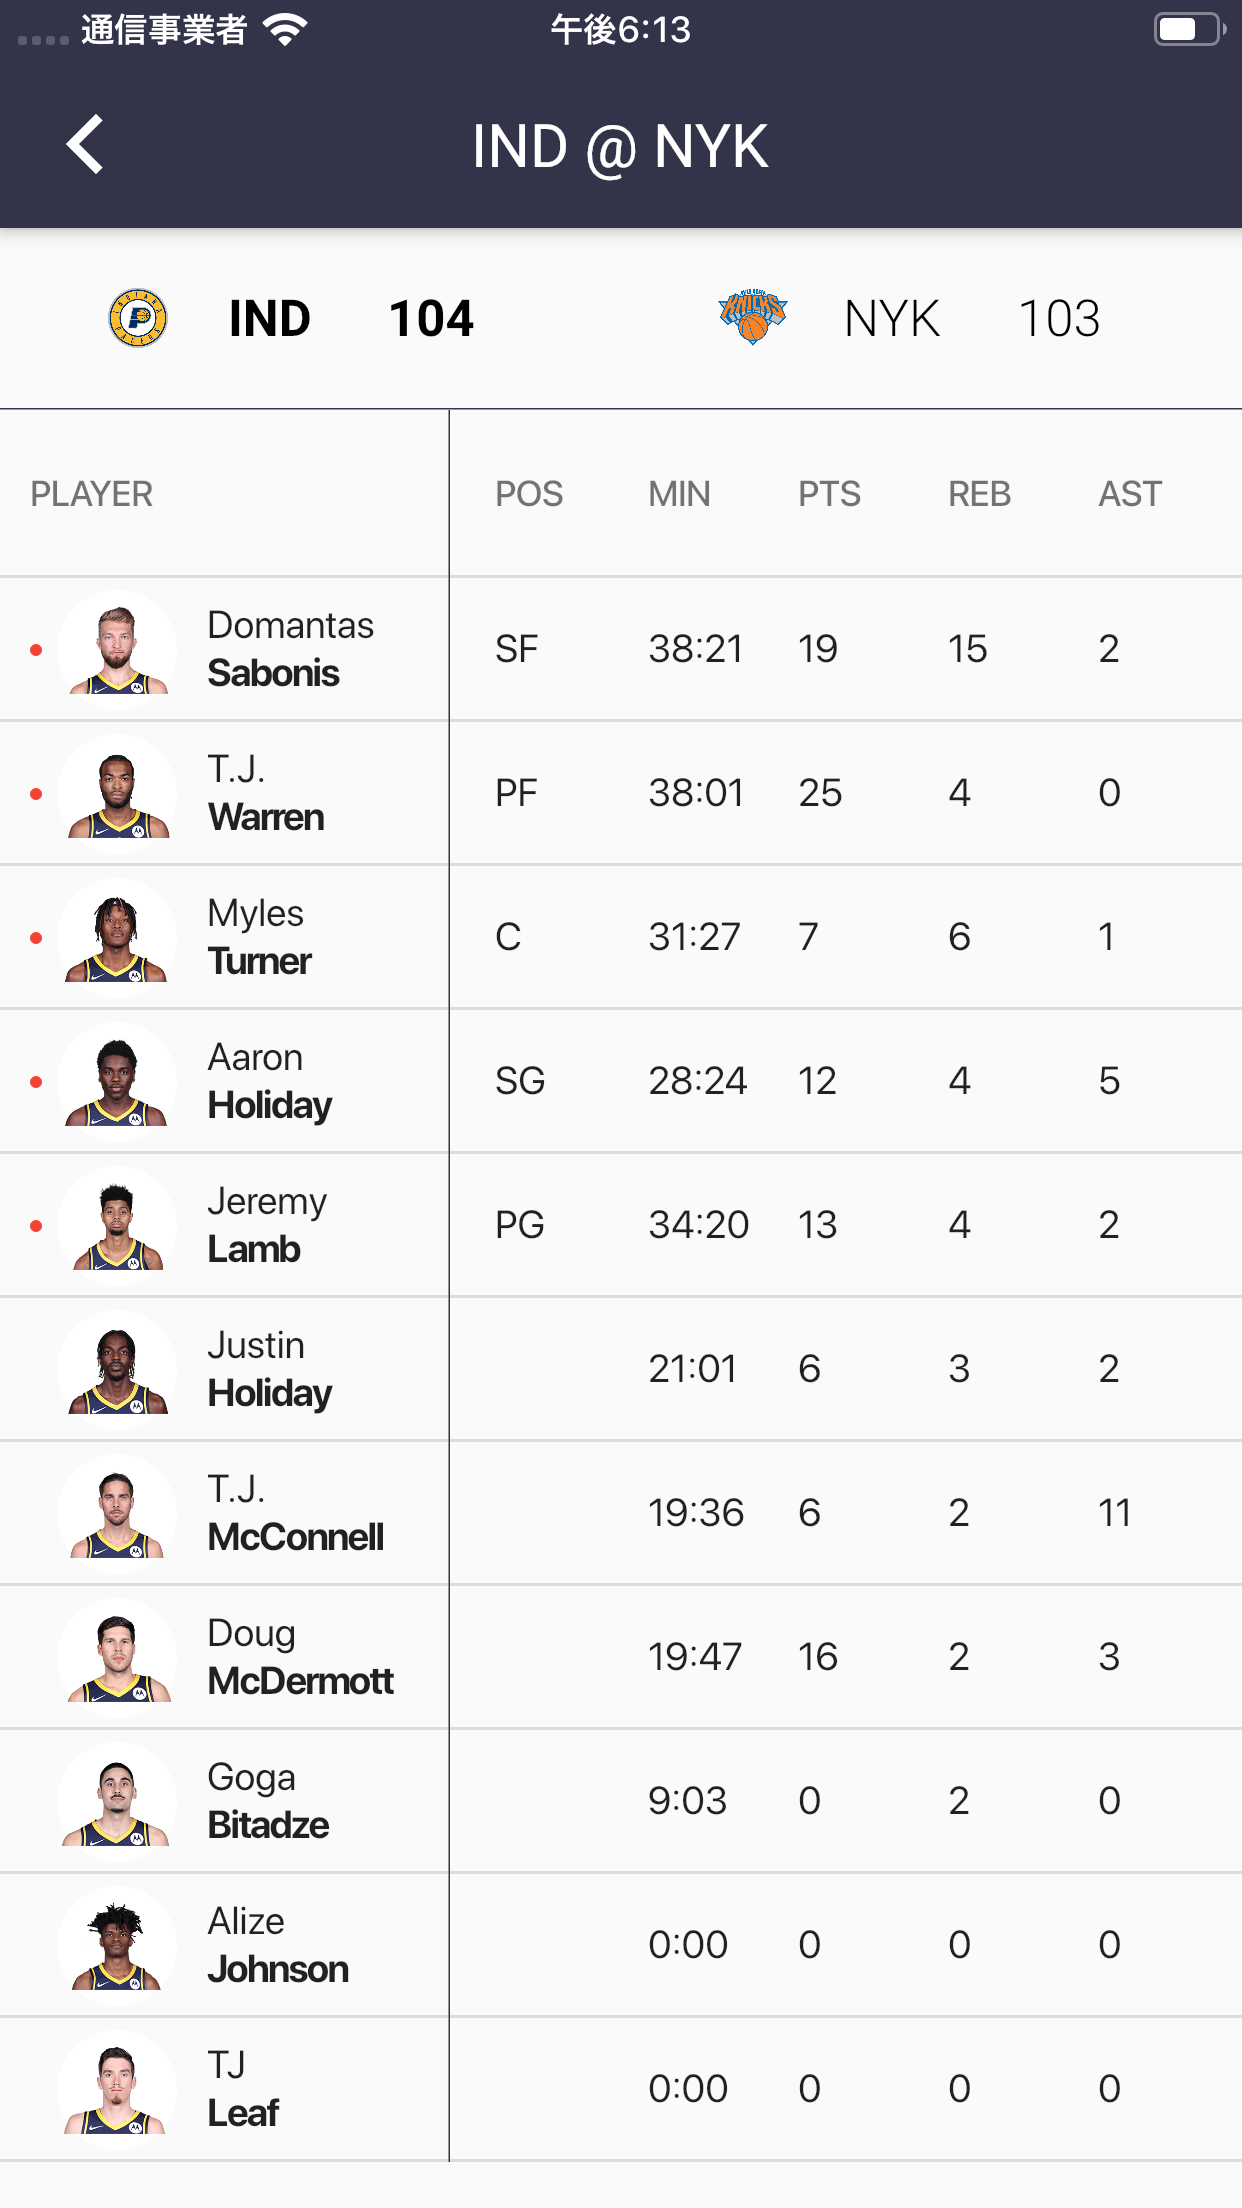 通信事業者 午後6:13
IND @ NYK
IND 104 NYK 103
PLAYER POS MIN PTS REB AST
Domantas
Sabonis SF 38:21 19 15 2
T.J.
Warren PF 38:01 25 4 0
Myles
Turner C 31:27 7 6 1
Aaron
Holiday SG 28:24 12 4 5
Jeremy
Lamb PG 34:20 13 4 2
Justin
Holiday 21:01 6 3 2
T.J.
McConnell 19:36 6 2 11
Doug
McDermott 19:47 16 2 3
Goga
Bitadze 9:03 0 2 0
Alize
Johnson 0:00 0 0 0
TJ
Leaf 0:00 0 0 0